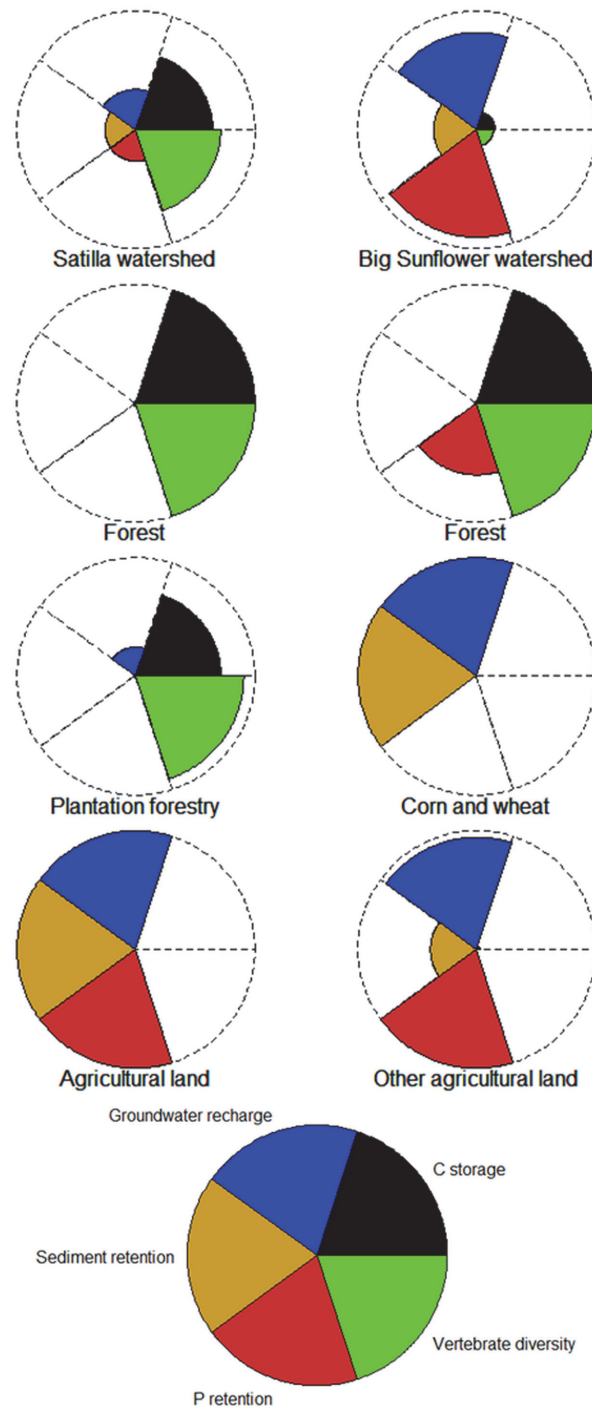 Satilla watershed
Big Sunflower watershed
Forest
Forest
Plantation forestry
Corn and wheat
Agricultural land
Other agricultural land
Groundwater recharge
C storage
Sediment retention
Vertebrate diversity
P retention